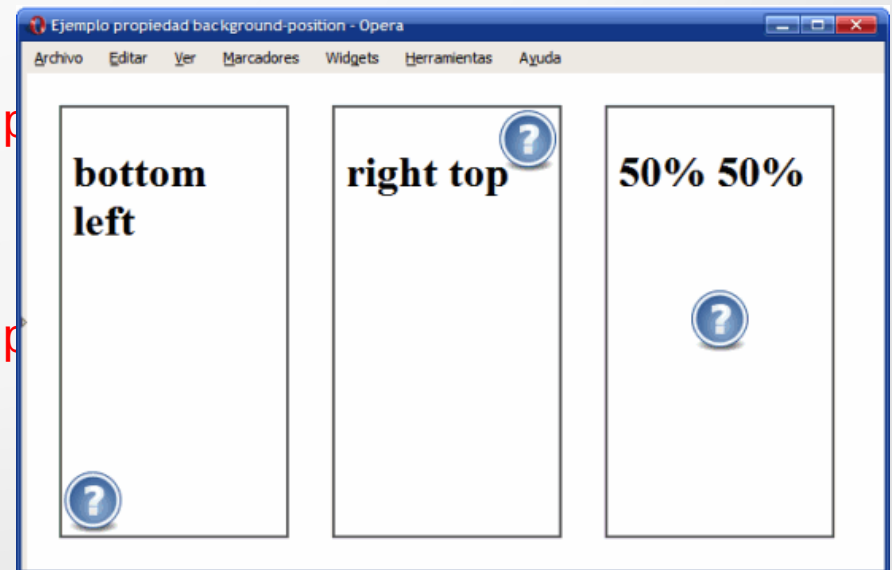 Ejemplo propiedad background-position - Opera
Archivo Editar Ver Marcadores Widgets Herramientas Ayuda
p
bottom
left
right top
50% 50%
p
?
?
?